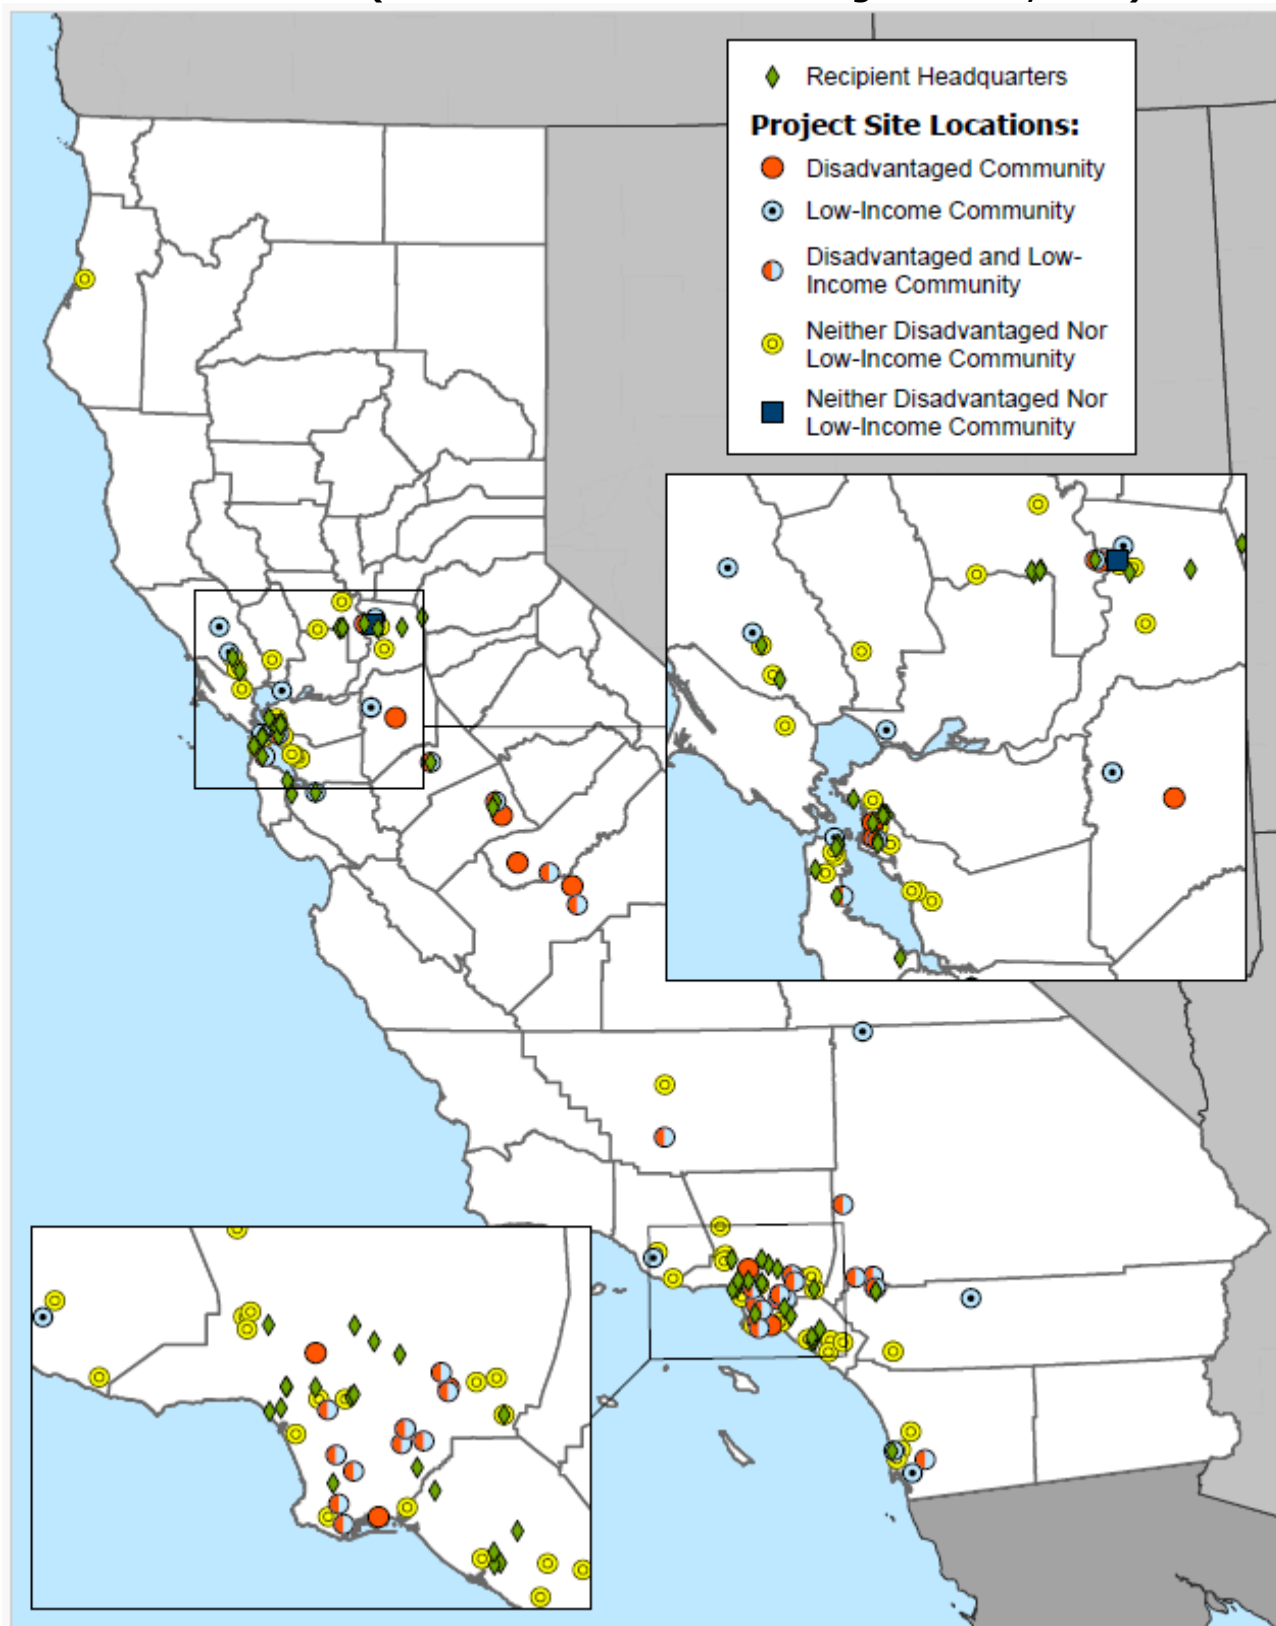 Recipient Headquarters
Project Site Locations:
Disadvantaged Community
Low-Income Community
Disadvantaged and Low-
Income Community
Neither Disadvantaged Nor
Low-Income Community
Neither Disadvantaged Nor
Low-Income Community